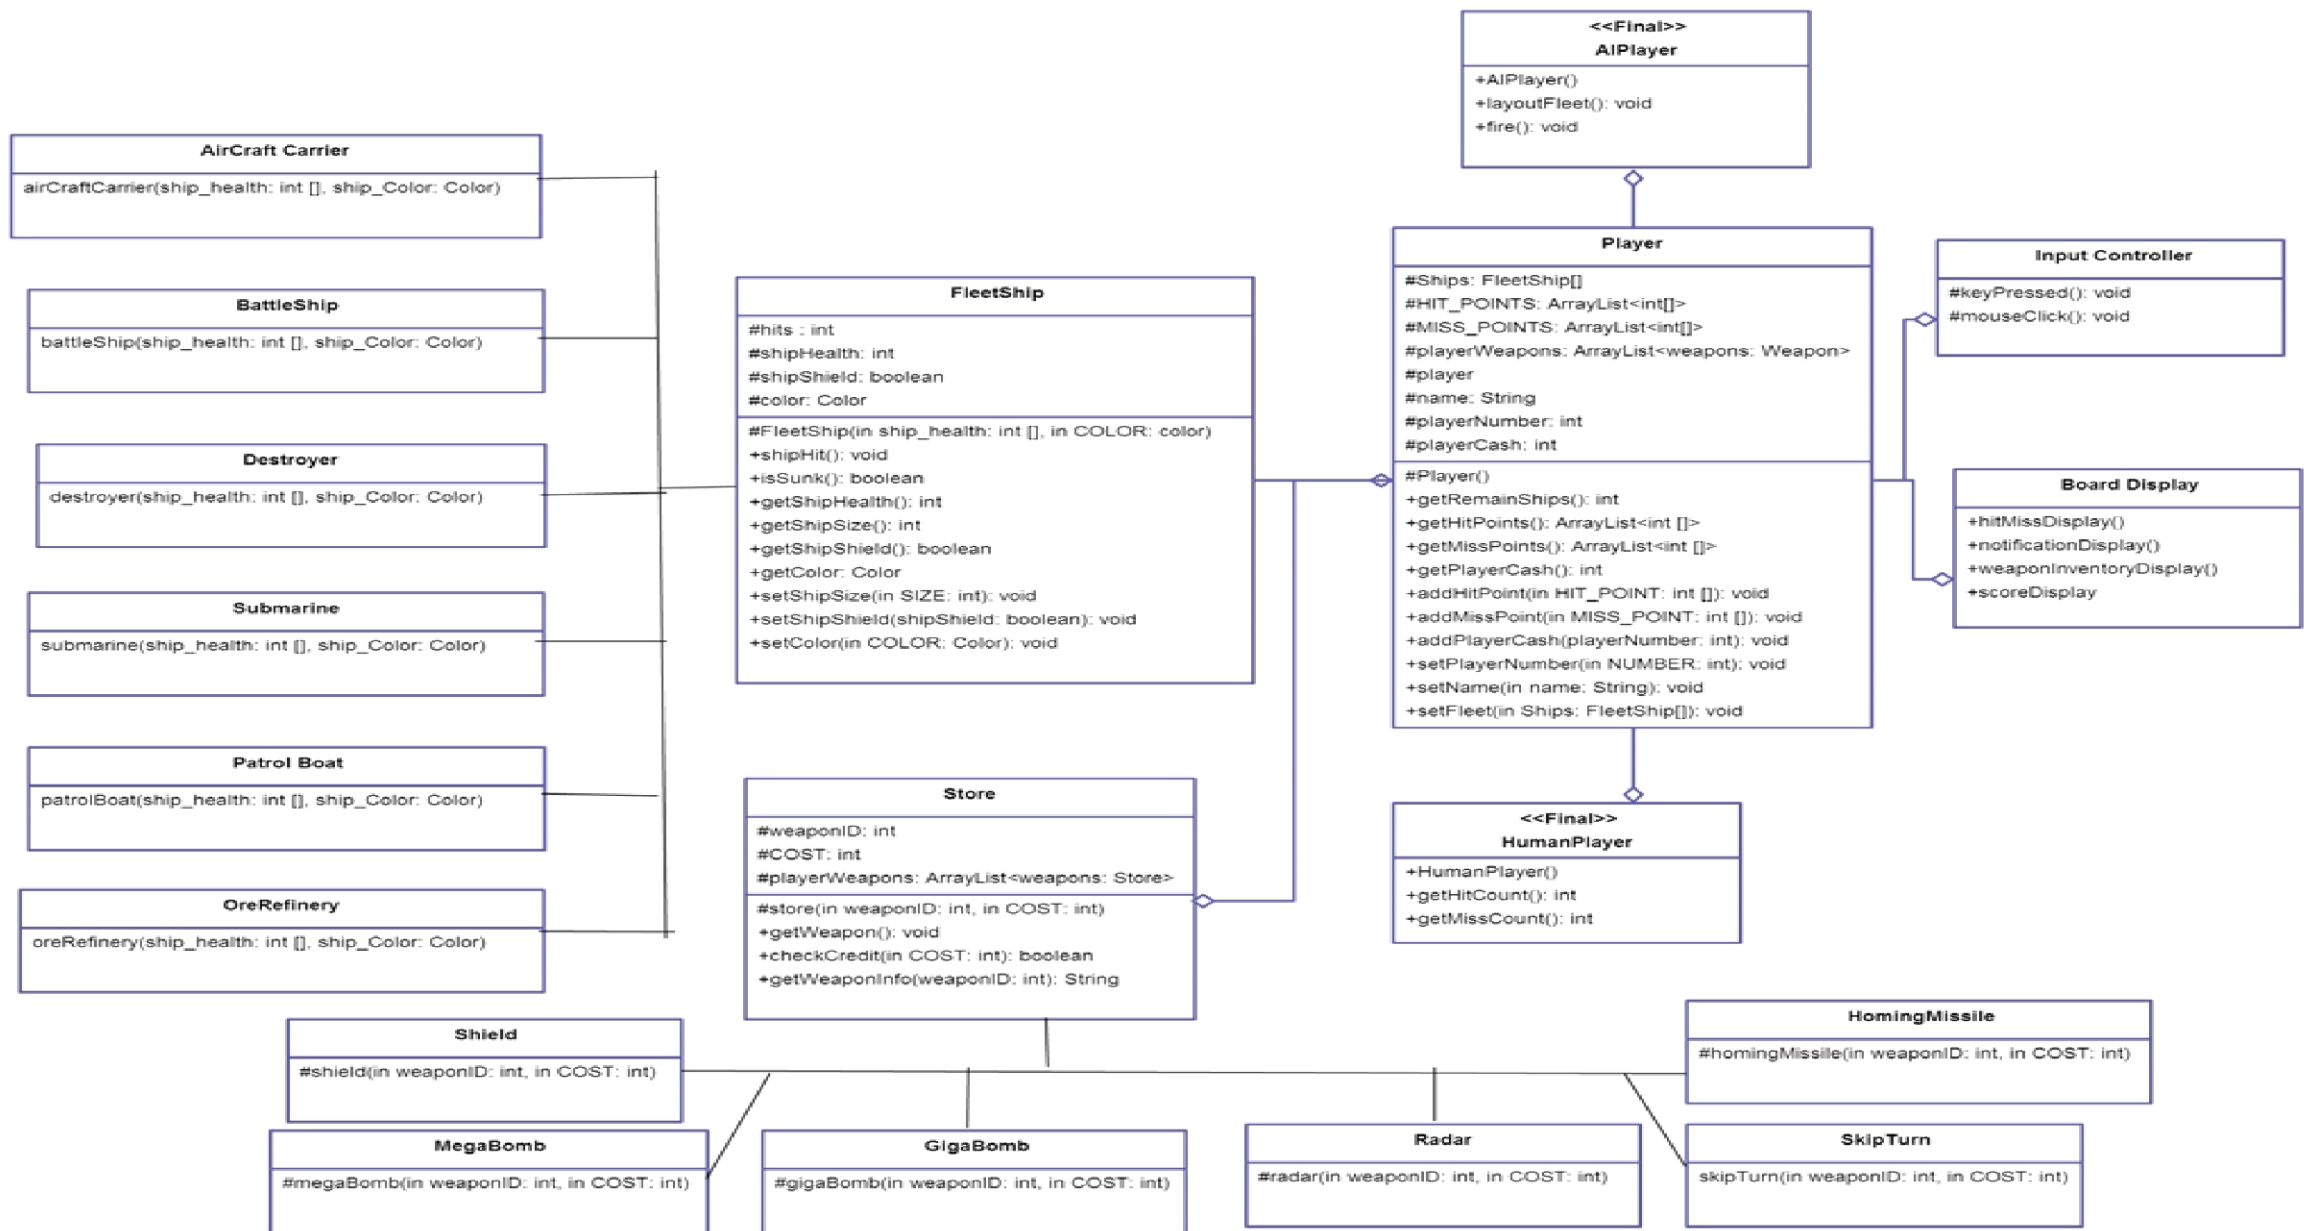 <<Final>>
AIPlayer
+AIPlayer()
+layoutFleet(): void
+fire(): void
AirCraft Carrier
airCraftCarrier(ship_health: int [], ship_Color: Color)
BattleShip
battleShip(ship_health: int [], ship_Color: Color)
Destroyer
destroyer(ship_health: int [], ship_Color: Color)
Submarine
submarine(ship_health: int [], ship_Color: Color)
Patrol Boat
patrolBoat(ship_health: int [], ship_Color: Color)
OreRefinery
oreRefinery(ship_health: int [], ship_Color: Color)
FleetShip
#hits : int
#shipHealth: int
#shipShield: boolean
#color: Color
#FleetShip(in ship_health: int [], in COLOR: color)
+shipHit(): void
+isSunk(): boolean
+getShipHealth(): int
+getShipSize(): int
+getShipShield(): boolean
+getColor: Color
+setShipSize(in SIZE: int): void
+setShipShield(shipShield: boolean): void
+setColor(in COLOR: Color): void
Player
#Ships: FleetShip[]
#HIT_POINTS: ArrayList<int[]>
#MISS_POINTS: ArrayList<int[]>
#playerWeapons: ArrayList<weapons: Weapon>
#player
#name: String
#playerNumber: int
#playerCash: int
#Player()
+getRemainShips(): int
+getHitPoints(): ArrayList<int []>
+getMissPoints(): ArrayList<int []>
+getPlayerCash(): int
+addHitPoint(in HIT_POINT: int []): void
+addMissPoint(in MISS_POINT: int []): void
+addPlayerCash(playerNumber: int): void
+setPlayerNumber(in NUMBER: int): void
+setName(in name: String): void
+setFleet(in Ships: FleetShip[]): void
Input Controller
#keyPressed(): void
#mouseClick(): void
Board Display
+hitMissDisplay()
+notificationDisplay()
+weaponInventoryDisplay()
+scoreDisplay
Store
#weaponID: int
#COST: int
#playerWeapons: ArrayList<weapons: Store>
#store(in weaponID: int, in COST: int)
+getWeapon(): void
+checkCredit(in COST: int): boolean
+getWeaponInfo(weaponID: int): String
<<Final>>
HumanPlayer
+HumanPlayer()
+getHitCount(): int
+getMissCount(): int
Shield
#shield(in weaponID: int, in COST: int)
HomingMissile
#homingMissile(in weaponID: int, in COST: int)
MegaBomb
#megaBomb(in weaponID: int, in COST: int)
GigaBomb
#gigaBomb(in weaponID: int, in COST: int)
Radar
#radar(in weaponID: int, in COST: int)
SkipTurn
skipTurn(in weaponID: int, in COST: int)